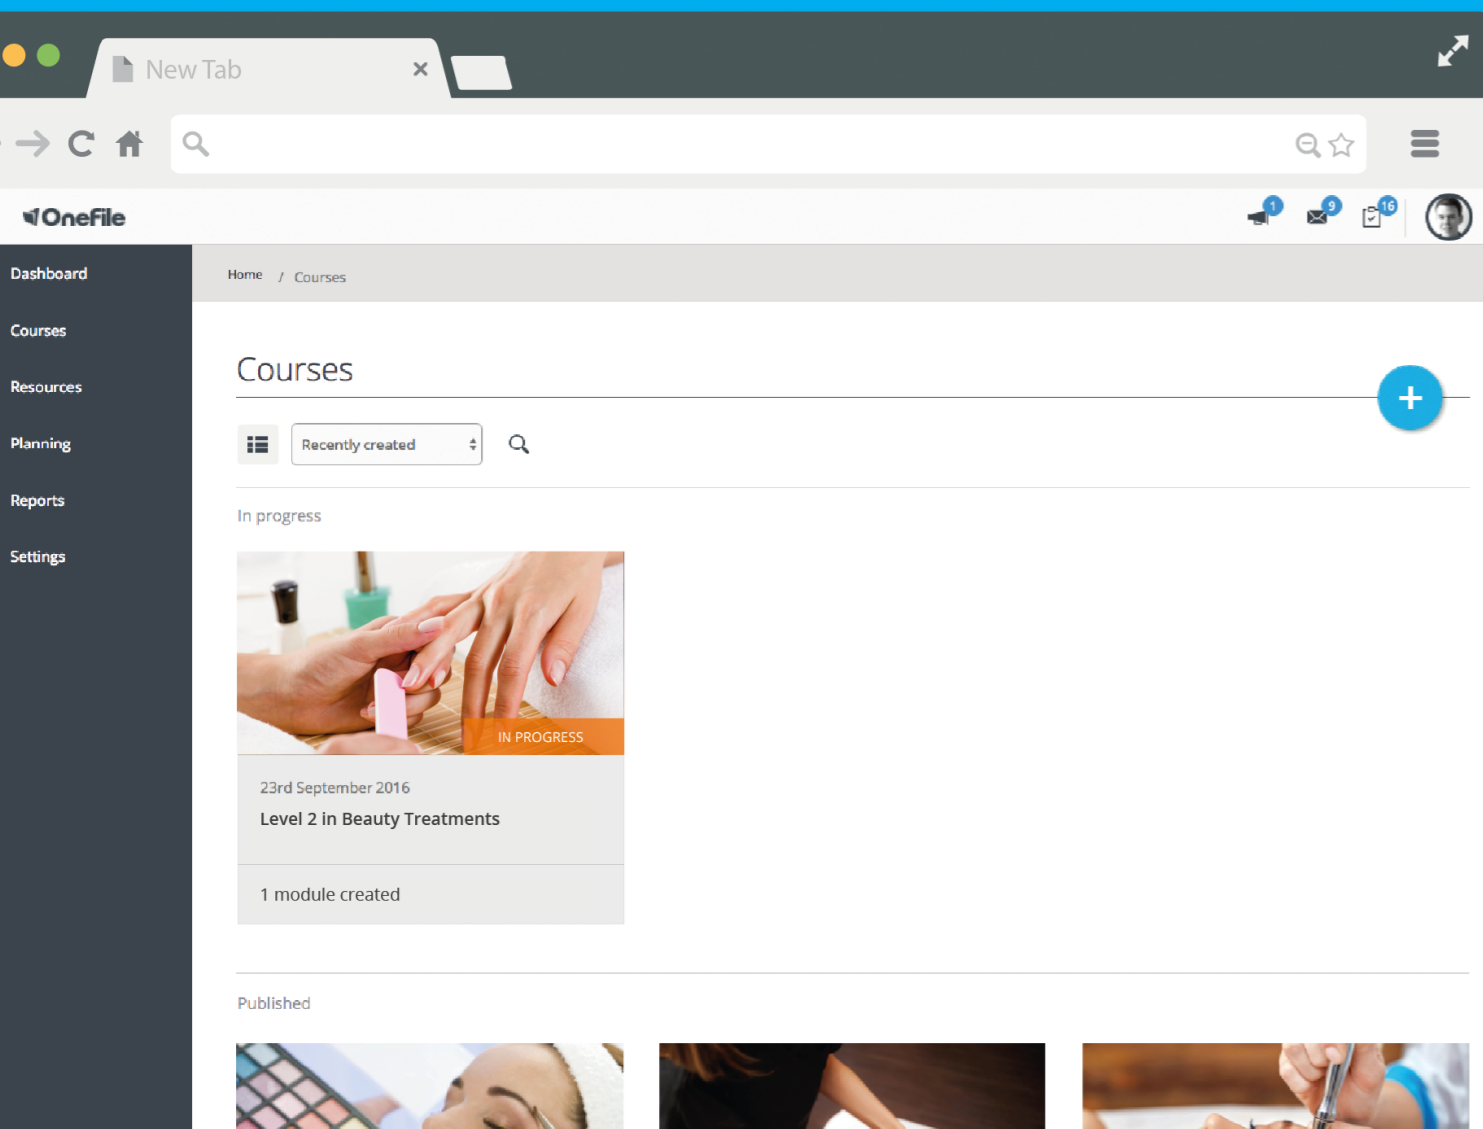 New Tab
OneFile
1
9
16
Dashboard
Courses
Resources
Planning
Reports
Settings
Home / Courses
Courses
Recently created
In progress
IN PROGRESS
23rd September 2016
Level 2 in Beauty Treatments
1 module created
Published